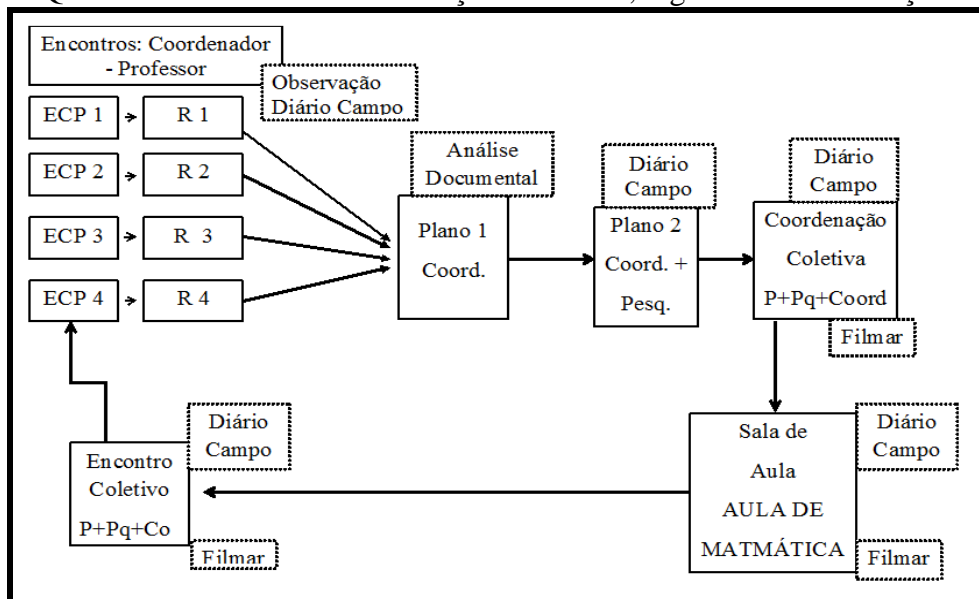 Encontros: Coordenador
- Professor
Observação
Diário Campo
ECP 1
R 1
ECP 2
R 2
ECP 3
R 3
ECP 4
R 4
Análise
Documental
Plano 1
Coord.
Diário
Campo
Plano 2
Coord. +
Pesq.
Diário
Campo
Coordenação
Coletiva
P+Pq+Coord
Filmar
Diário
Campo
Encontro
Coletivo
P+Pq+Co
Filmar
Sala de
Aula
AULA DE
MATMÁTICA
Diário
Campo
Filmar